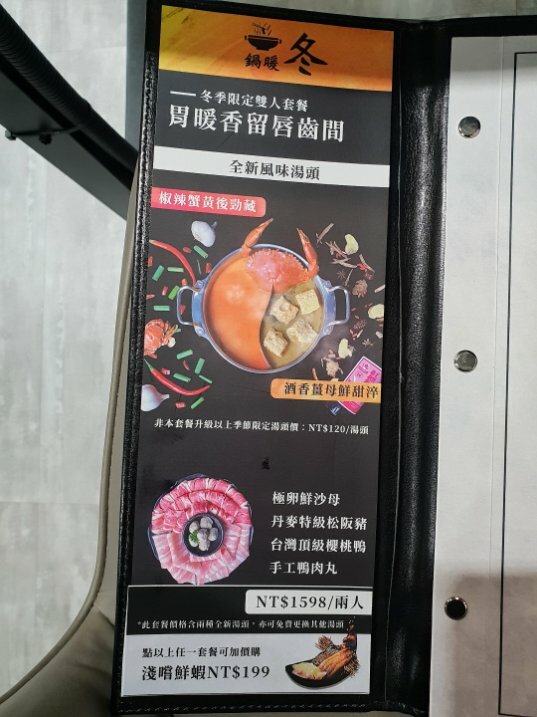 鍋暖 冬
冬季限定雙人套餐
胃暖香留唇齒間
全新風味湯頭
椒辣蟹黃後勁藏
酒香薑母鮮甜淬
非本套餐升級以上季節限定湯頭價：NT$120/湯頭
極卵鮮沙母
丹麥特級松阪豬
台灣頂級櫻桃鴨
手工鴨肉丸
NT$1598/兩人
*此套餐價格含兩種全新湯頭，亦可免費更換其他湯頭
點以上任一套餐可加價購
淺嚐鮮蝦NT$199